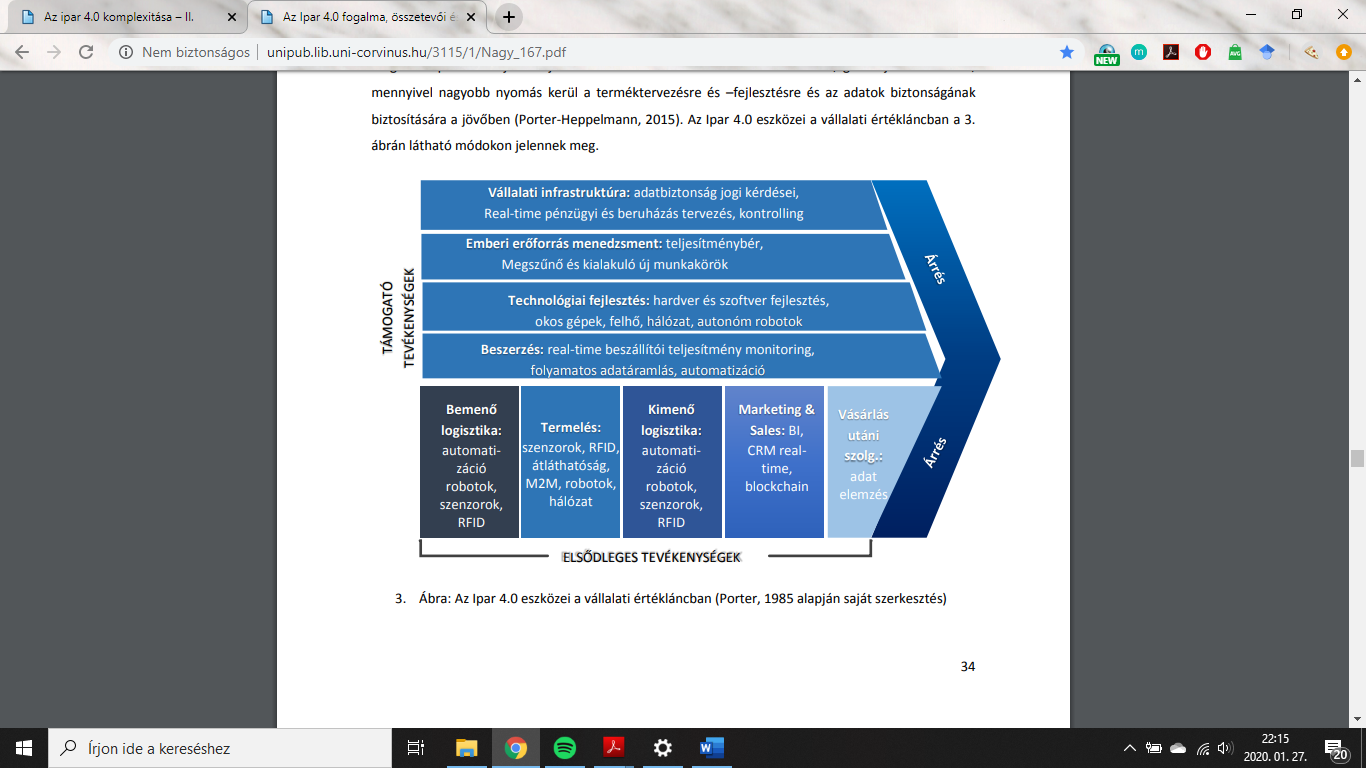 Az ipar 4.0 komplexitása – II.
Az Ipar 4.0 fogalma, összetevői é
Nem biztonságos
unipub.lib.uni-corvinus.hu/3115/1/Nagy_167.pdf
NEW
m
AVG
mennyivel nagyobb nyomás kerül a terméktervezésre és –fejlesztésre és az adatok biztonságának
biztosítására a jövőben (Porter-Heppelmann, 2015). Az Ipar 4.0 eszközei a vállalati értékláncban a 3.
ábrán látható módokon jelennek meg.
TÁMOGATÓ
TEVÉKENYSÉGEK
Vállalati infrastruktúra: adatbiztonság jogi kérdései,
Real-time pénzügyi és beruházás tervezés, kontrolling
Emberi erőforrás menedzsment: teljesítménybér,
Megszűnő és kialakuló új munkakörök
Technológiai fejlesztés: hardver és szoftver fejlesztés,
okos gépek, felhő, hálózat, autonóm robotok
Beszerzés: real-time beszállítói teljesítmény monitoring,
folyamatos adatáramlás, automatizáció
Árrés
Árrés
Bemenő
logisztika:
automati-
záció
robotok,
szenzorok,
RFID
Termelés:
szenzorok, RFID,
átláthatóság,
M2M, robotok,
hálózat
Kimenő
logisztika:
automati-
záció
robotok,
szenzorok,
RFID
Marketing &
Sales: BI,
CRM real-
time,
blockchain
Vásárlás
utáni
szolg.:
adat
elemzés
ELSŐDLEGES TEVÉKENYSÉGEK
3. Ábra: Az Ipar 4.0 eszközei a vállalati értékláncban (Porter, 1985 alapján saját szerkesztés)
34
Írjon ide a kereséshez
22:15
2020. 01. 27.
20